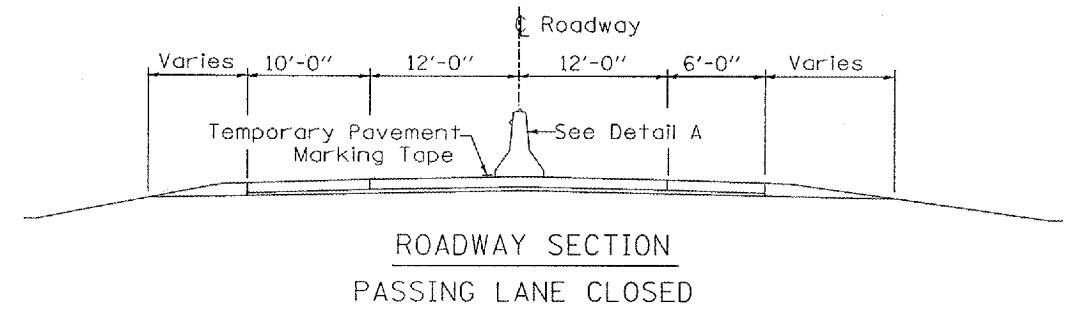 ℄ Roadway
Varies 10'-0'' 12'-0'' 12'-0'' 6'-0'' Varies
Temporary Pavement
Marking Tape
See Detail A
ROADWAY SECTION
PASSING LANE CLOSED